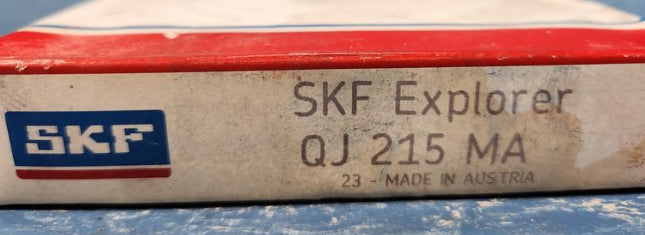 SKF
SKF Explorer
QJ 215 MA
23 - MADE IN AUSTRIA